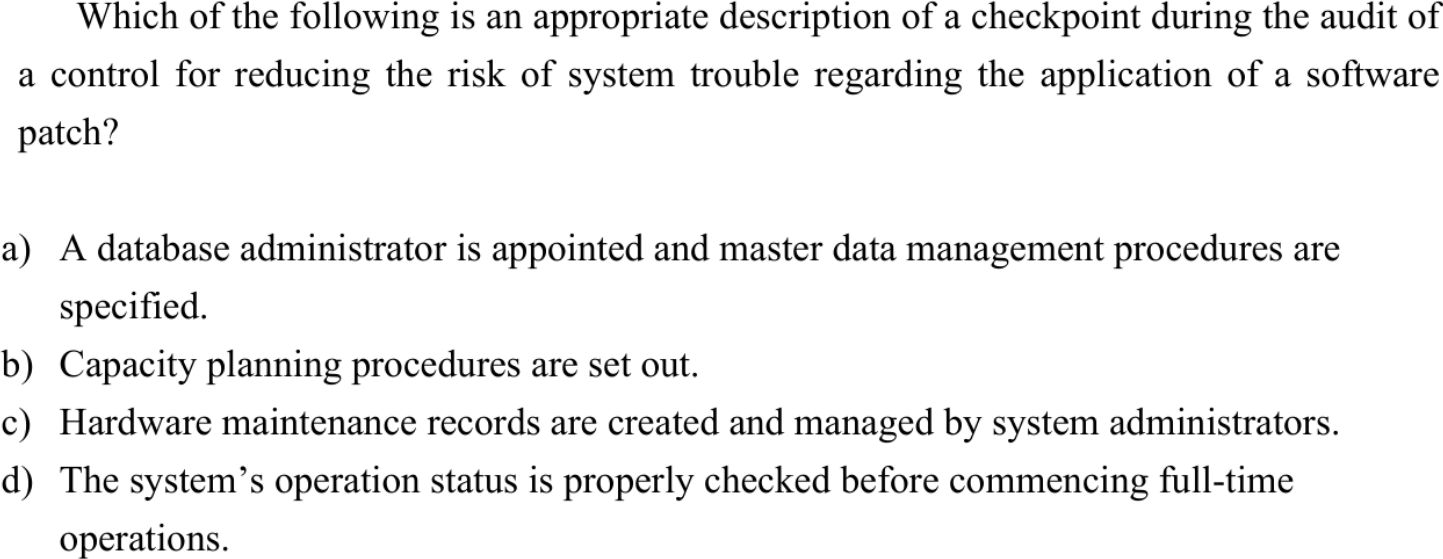 Which of the following is an appropriate description of a checkpoint during the audit of
a control for reducing the risk of system trouble regarding the application of a software
patch?
a) A database administrator is appointed and master data management procedures are
specified.
b) Capacity planning procedures are set out.
c) Hardware maintenance records are created and managed by system administrators.
d) The system’s operation status is properly checked before commencing full-time
operations.